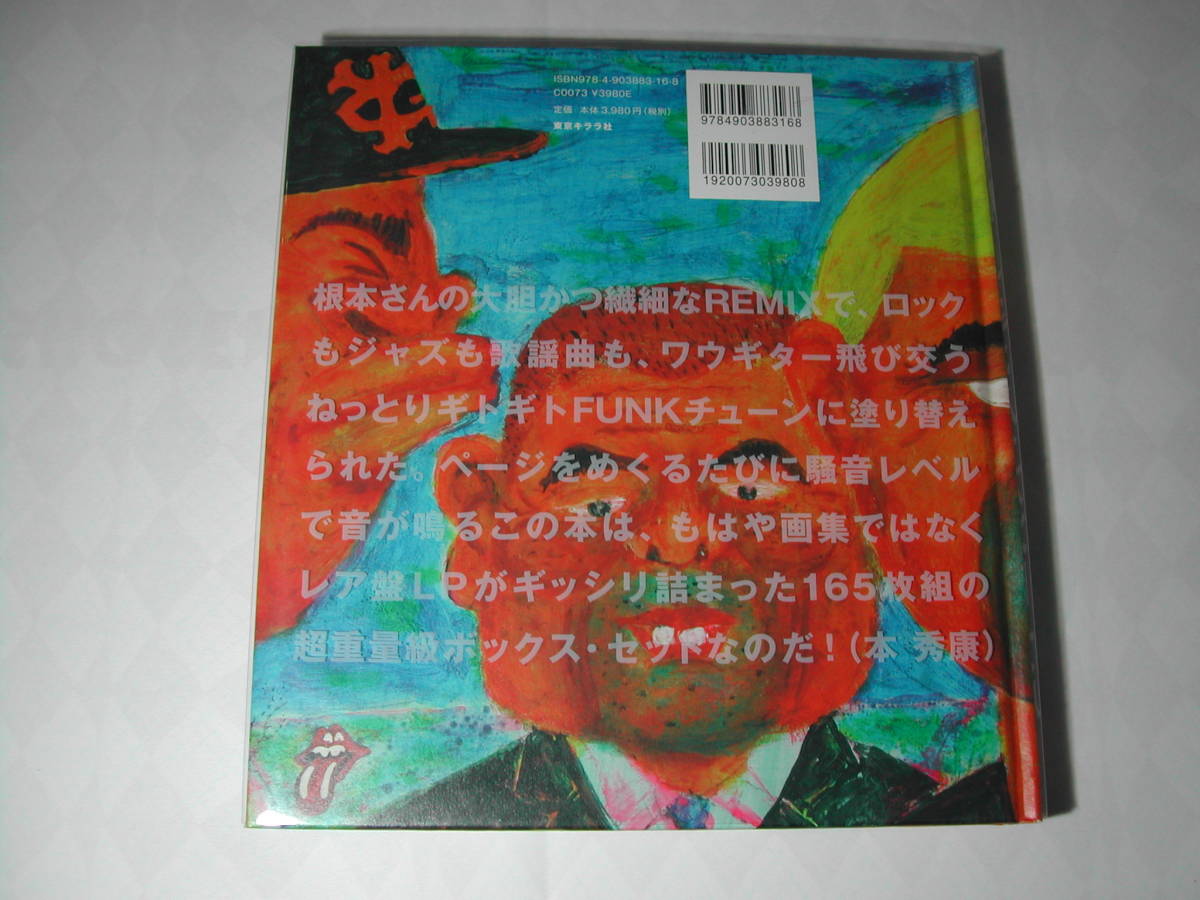 ISBN978-4-903883-16-8
C0073 ¥3980E
定価 本体3,980円（税別）
東京キララ社
9784903883168
1920073039808
根本さんの大胆かつ繊細なREMIXで、ロック
もジャズも歌謡曲も、ワウギター飛び交う
ねっとりギトギトFUNKチューンに塗り替え
られた。ページをめくるたびに騒音レベル
で音が鳴るこの本は、もはや画集ではなく
レア盤LPがギッシリ詰まった165枚組の
超重量級ボックス・セットなのだ！（本 秀康）